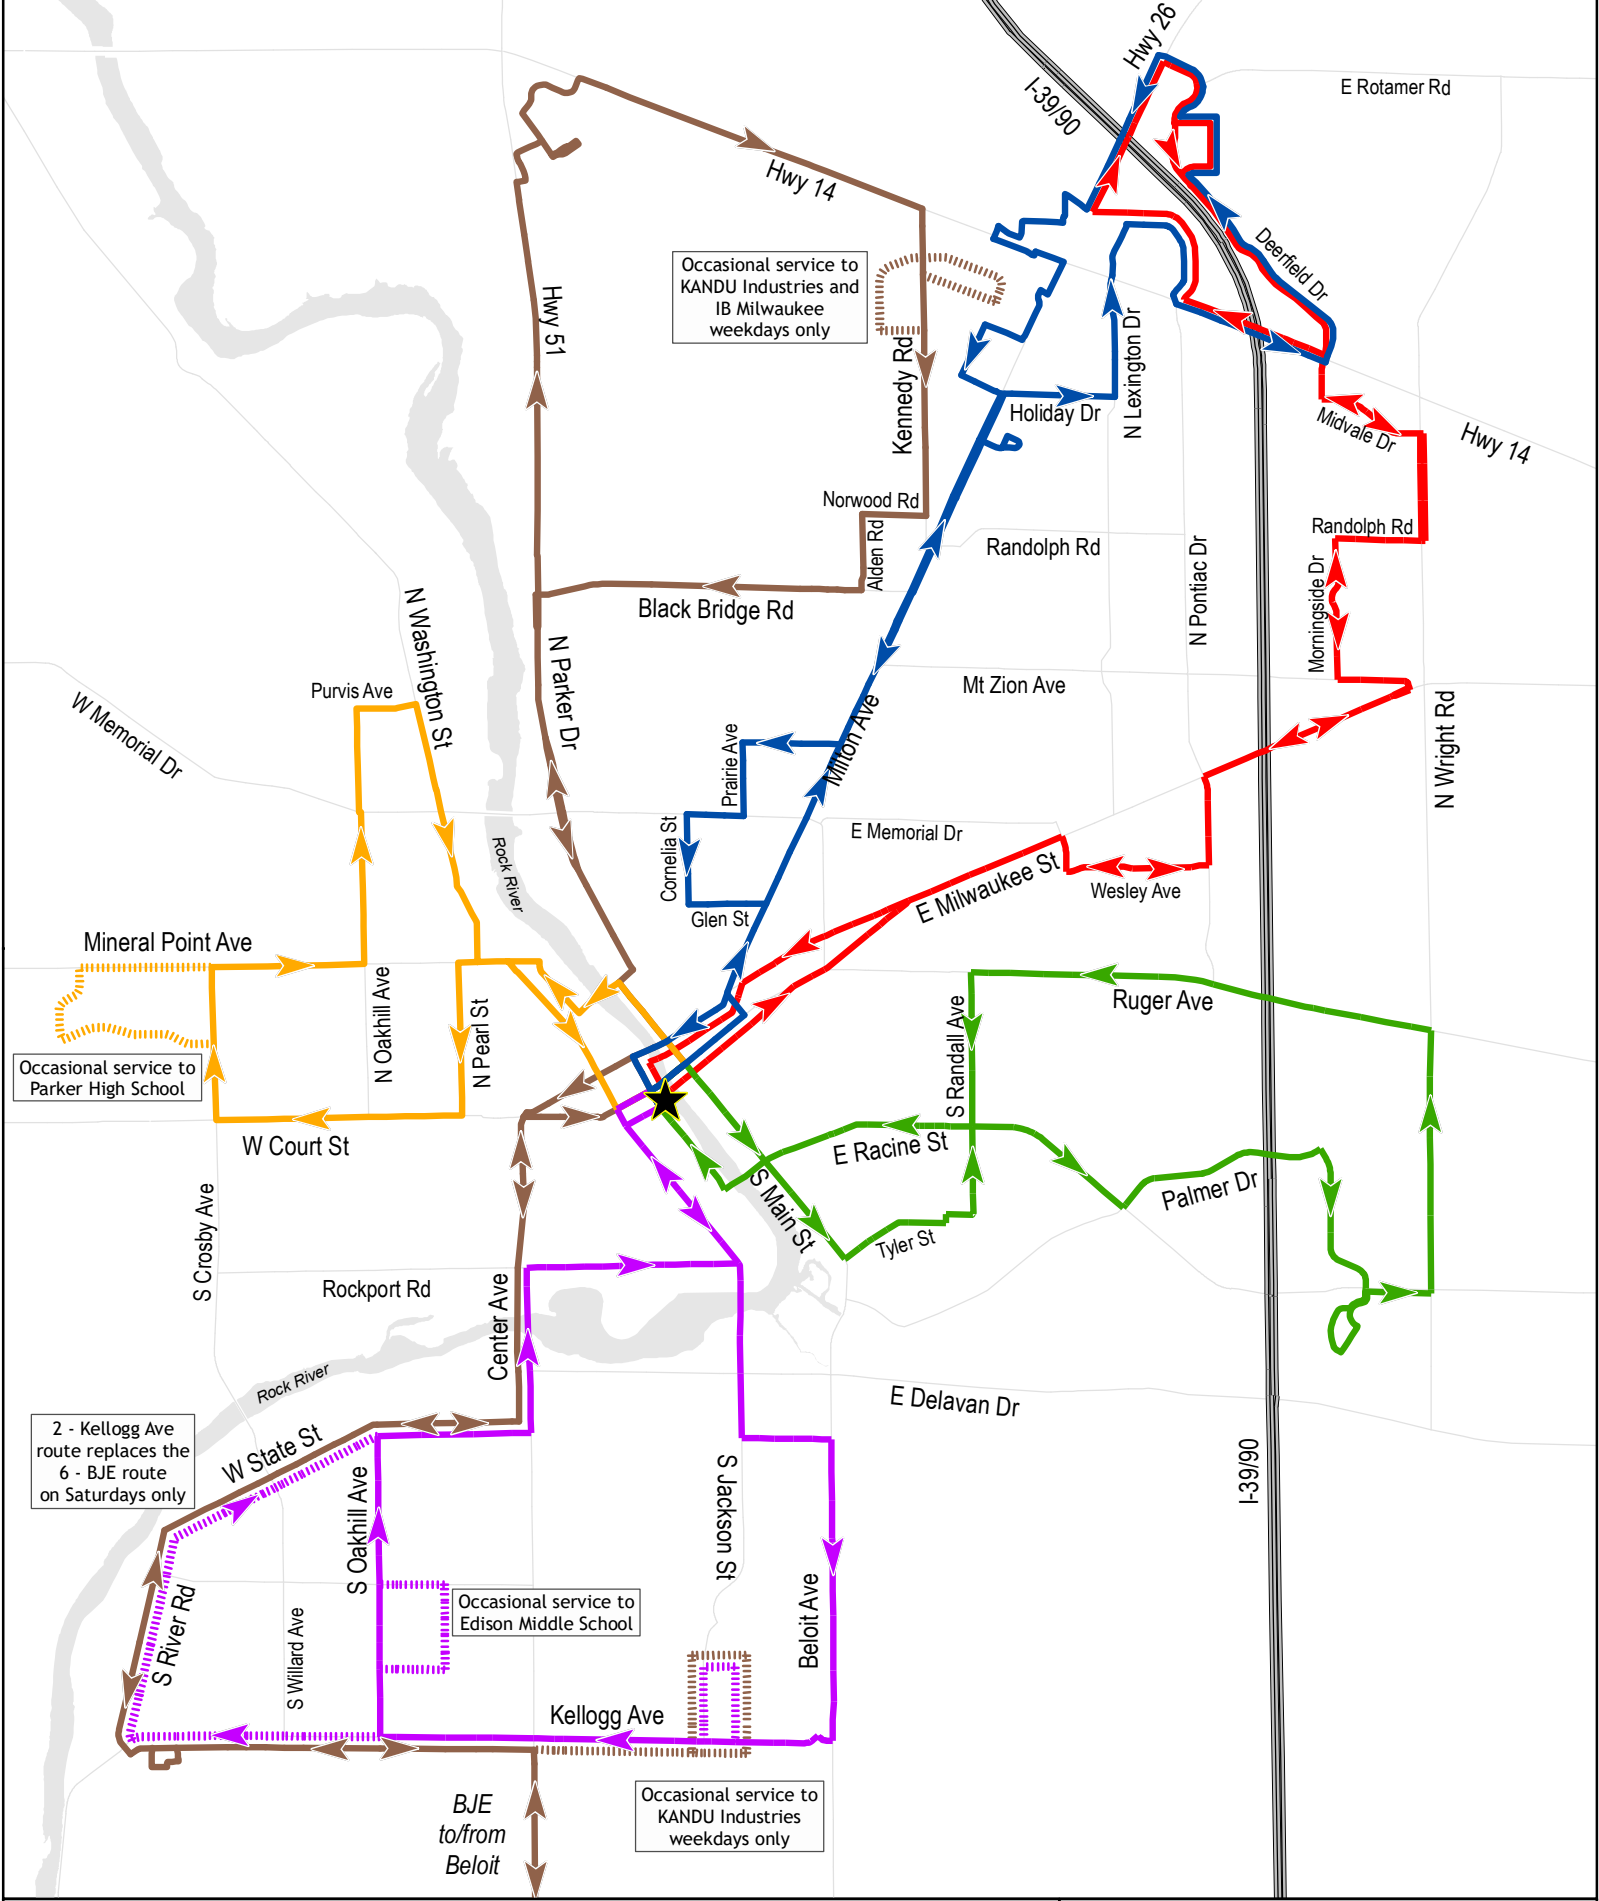 Hwy 26
I-39/90
E Rotamer Rd
Hwy 14
Deerfield Dr
Occasional service to
KANDU Industries and
IB Milwaukee
weekdays only
Hwy 51
Kennedy Rd
N Lexington Dr
Holiday Dr
Midvale Dr
Hwy 14
Norwood Rd
Alden Rd
Randolph Rd
Randolph Rd
Black Bridge Rd
N Pontiac Dr
Morningside Dr
N Washington St
N Parker Dr
Mt Zion Ave
Purvis Ave
W Memorial Dr
Milton Ave
Prairie Ave
N Wright Rd
Cornelia St
E Memorial Dr
Rock River
Glen St
E Milwaukee St
Wesley Ave
Mineral Point Ave
N Oakhill Ave
N Pearl St
Ruger Ave
S Randall Ave
Occasional service to
Parker High School
W Court St
E Racine St
S Main St
Palmer Dr
Tyler St
S Crosby Ave
Rockport Rd
Center Ave
Rock River
E Delavan Dr
2 - Kellogg Ave
route replaces the
6 - BJE route
on Saturdays only
W State St
I-39/90
S Oakhill Ave
S Jackson St
Occasional service to
Edison Middle School
Beloit Ave
S River Rd
S Willard Ave
Kellogg Ave
BJE
to/from
Beloit
Occasional service to
KANDU Industries
weekdays only